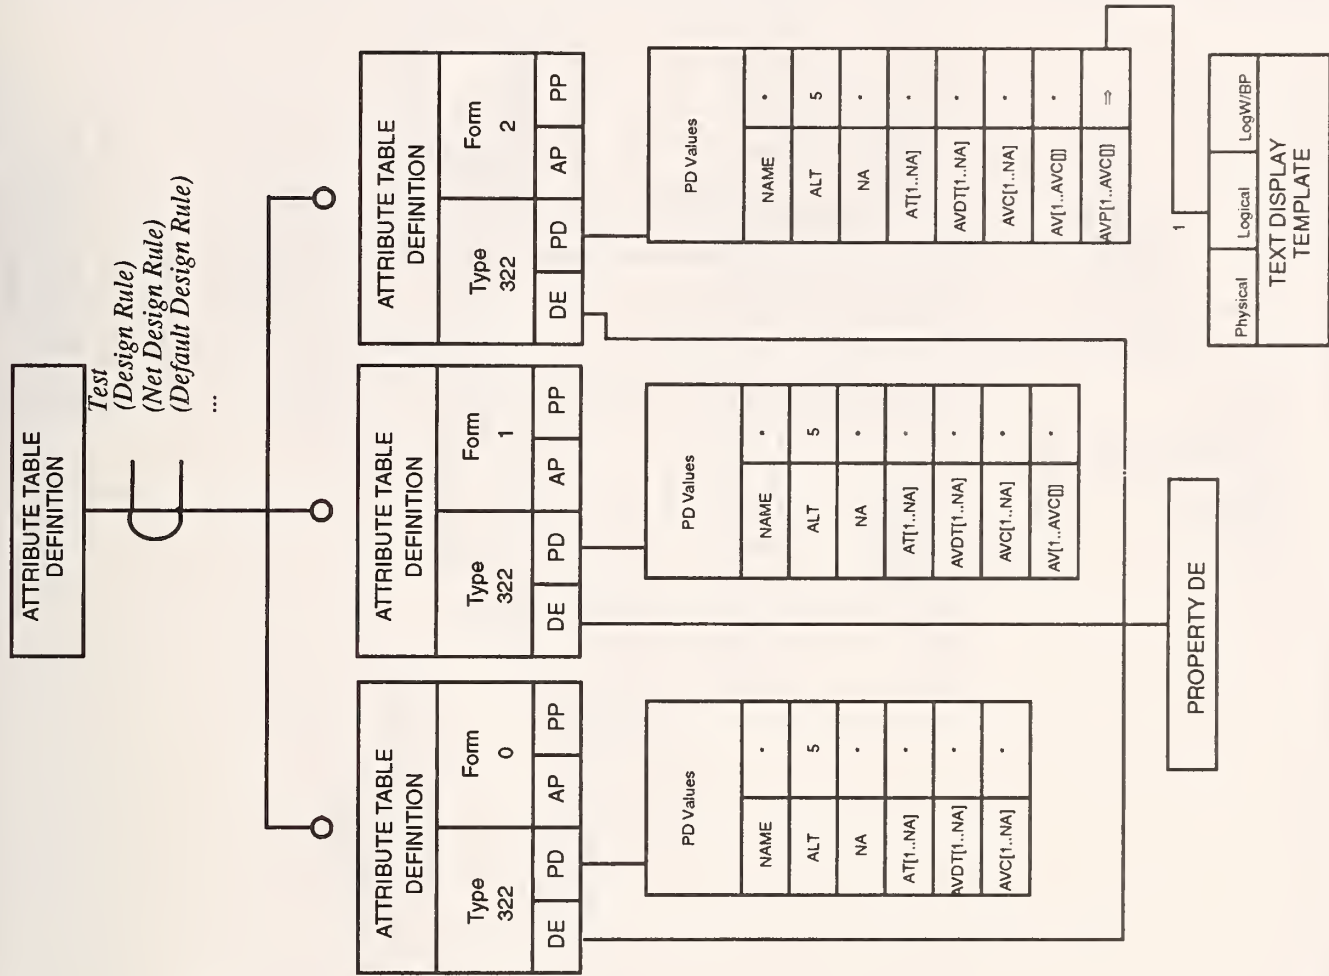 ATTRIBUTE TABLE
DEFINITION
Test
(Design Rule)
(Net Design Rule)
(Default Design Rule)
...
ATTRIBUTE TABLE
DEFINITION
Type
322
Form
0
DE PD AP PP
PD Values
NAME •
ALT 5
NA •
AT[1..NA] •
AVDT[1..NA] •
AVC[1..NA] •
ATTRIBUTE TABLE
DEFINITION
Type
322
Form
1
DE PD AP PP
PD Values
NAME •
ALT 5
NA •
AT[1..NA] •
AVDT[1..NA] •
AVC[1..NA] •
AV[1..AVC[]] •
ATTRIBUTE TABLE
DEFINITION
Type
322
Form
2
DE PD AP PP
PD Values
NAME •
ALT 5
NA •
AT[1..NA] •
AVDT[1..NA] •
AVC[1..NA] •
AV[1..AVC[]] •
AVP[1..AVC[]] ⇒
PROPERTY DE
1
Physical Logical LogW/BP
TEXT DISPLAY
TEMPLATE